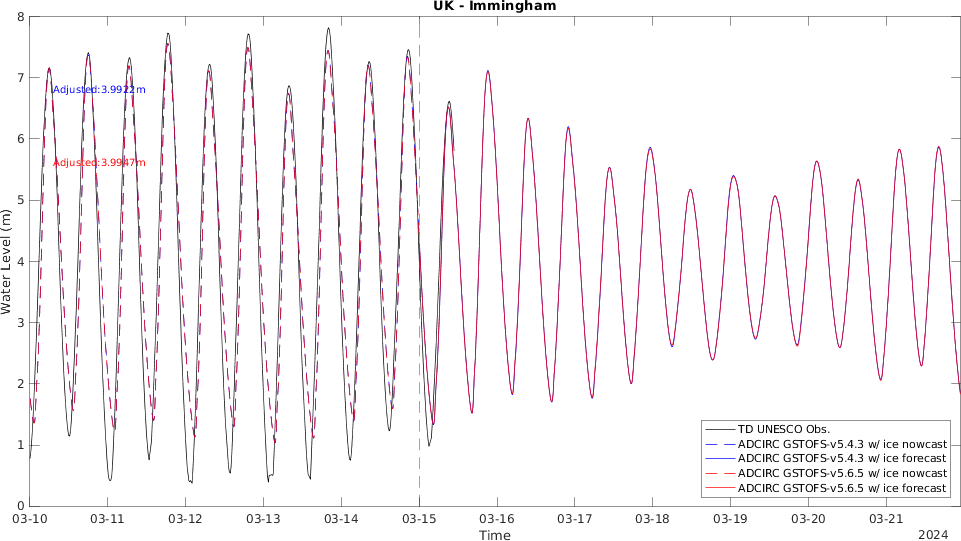 UK - Immingham
8
7
6
5
4
3
2
1
0
Water Level (m)
Adjusted:3.9922m
Adjusted:3.9947m
TD UNESCO Obs.
ADCIRC GSTOFS-v5.4.3 w/ ice nowcast
ADCIRC GSTOFS-v5.4.3 w/ ice forecast
ADCIRC GSTOFS-v5.6.5 w/ ice nowcast
ADCIRC GSTOFS-v5.6.5 w/ ice forecast
03-10 03-11 03-12 03-13 03-14 03-15 03-16 03-17 03-18 03-19 03-20 03-21
Time
2024